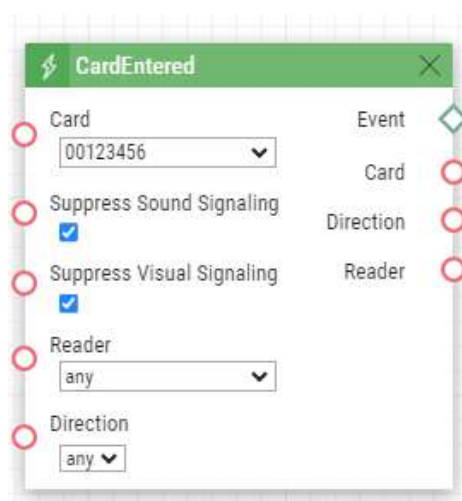 CardEntered
Card
00123456
Suppress Sound Signaling
Suppress Visual Signaling
Reader
any
Direction
any
Event
Card
Direction
Reader